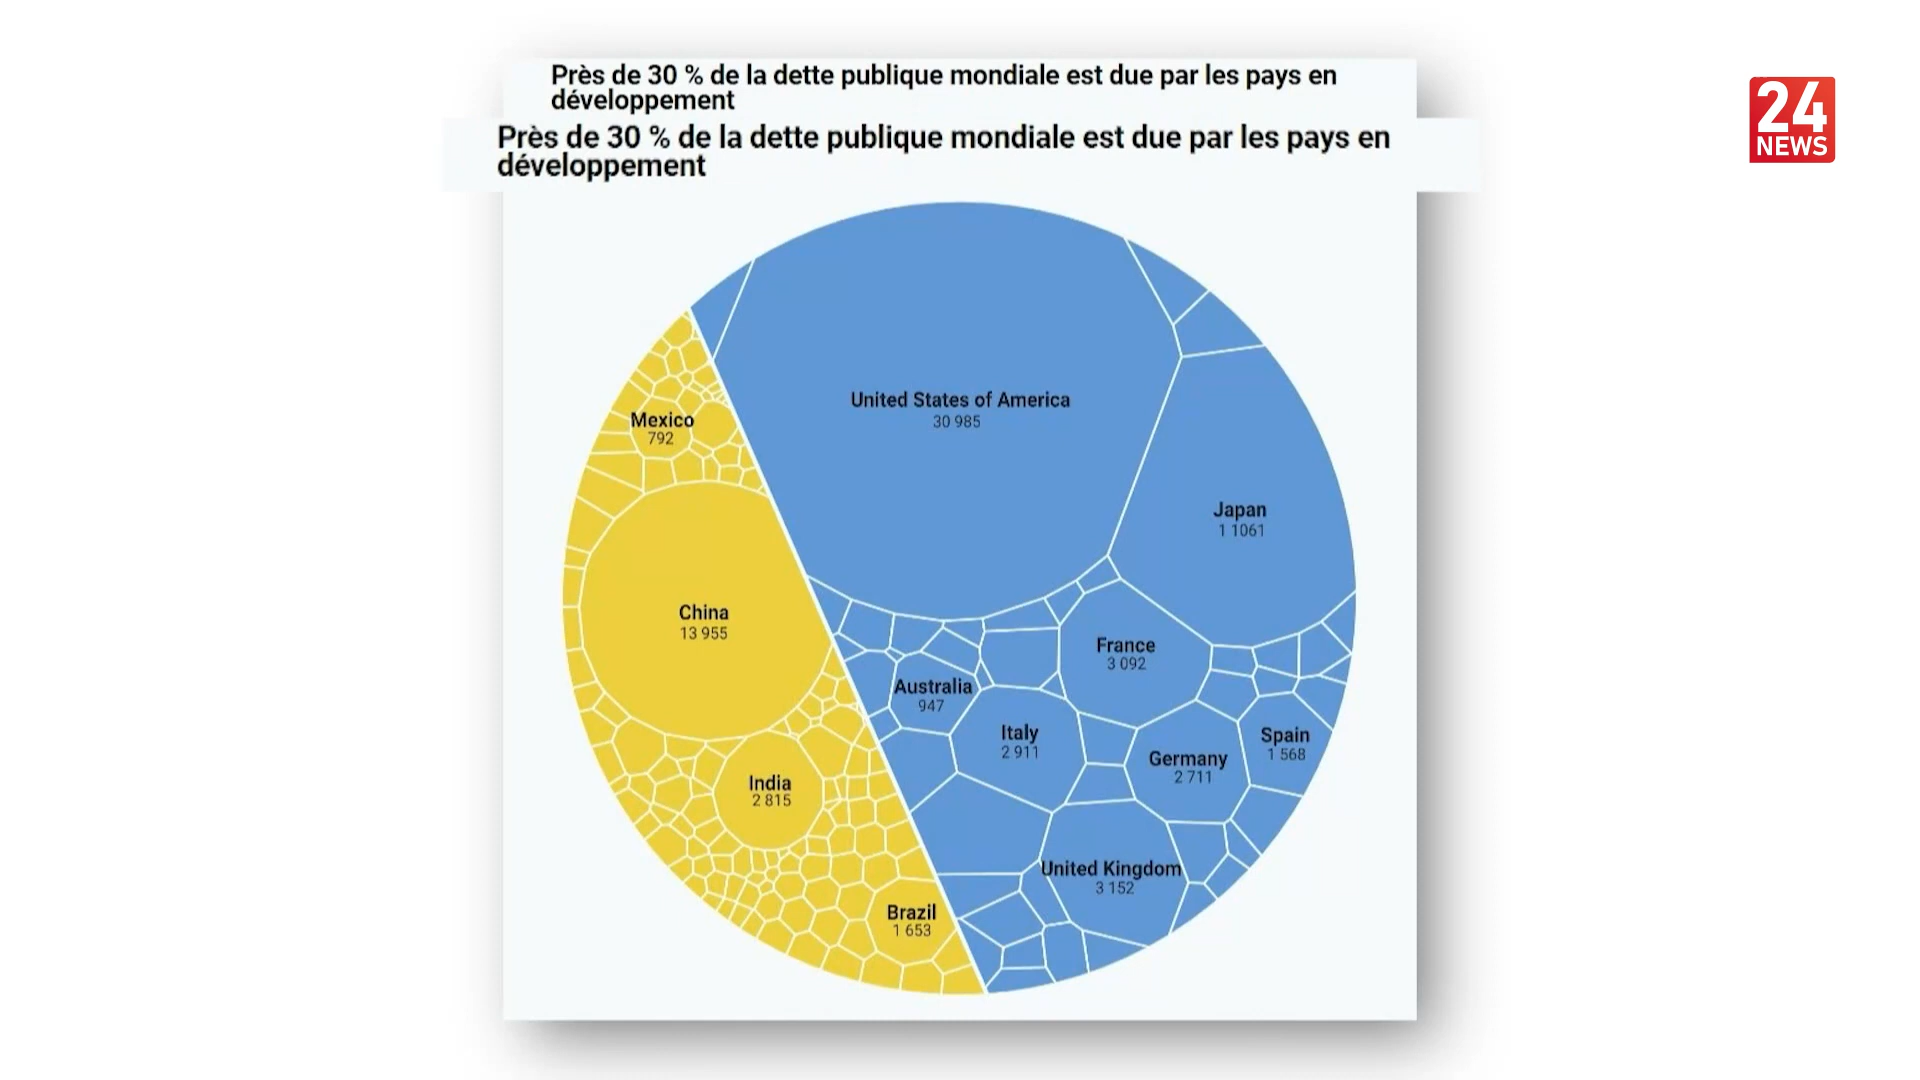 Près de 30 % de la dette publique mondiale est due par les pays en
développement
Près de 30 % de la dette publique mondiale est due par les pays en
développement
24
NEWS
United States of America
30 985
Mexico
792
Japan
1 1061
China
13 955
France
3 092
Australia
947
Italy
2 911
Spain
1 568
Germany
2 711
India
2 815
United Kingdom
3 152
Brazil
1 653